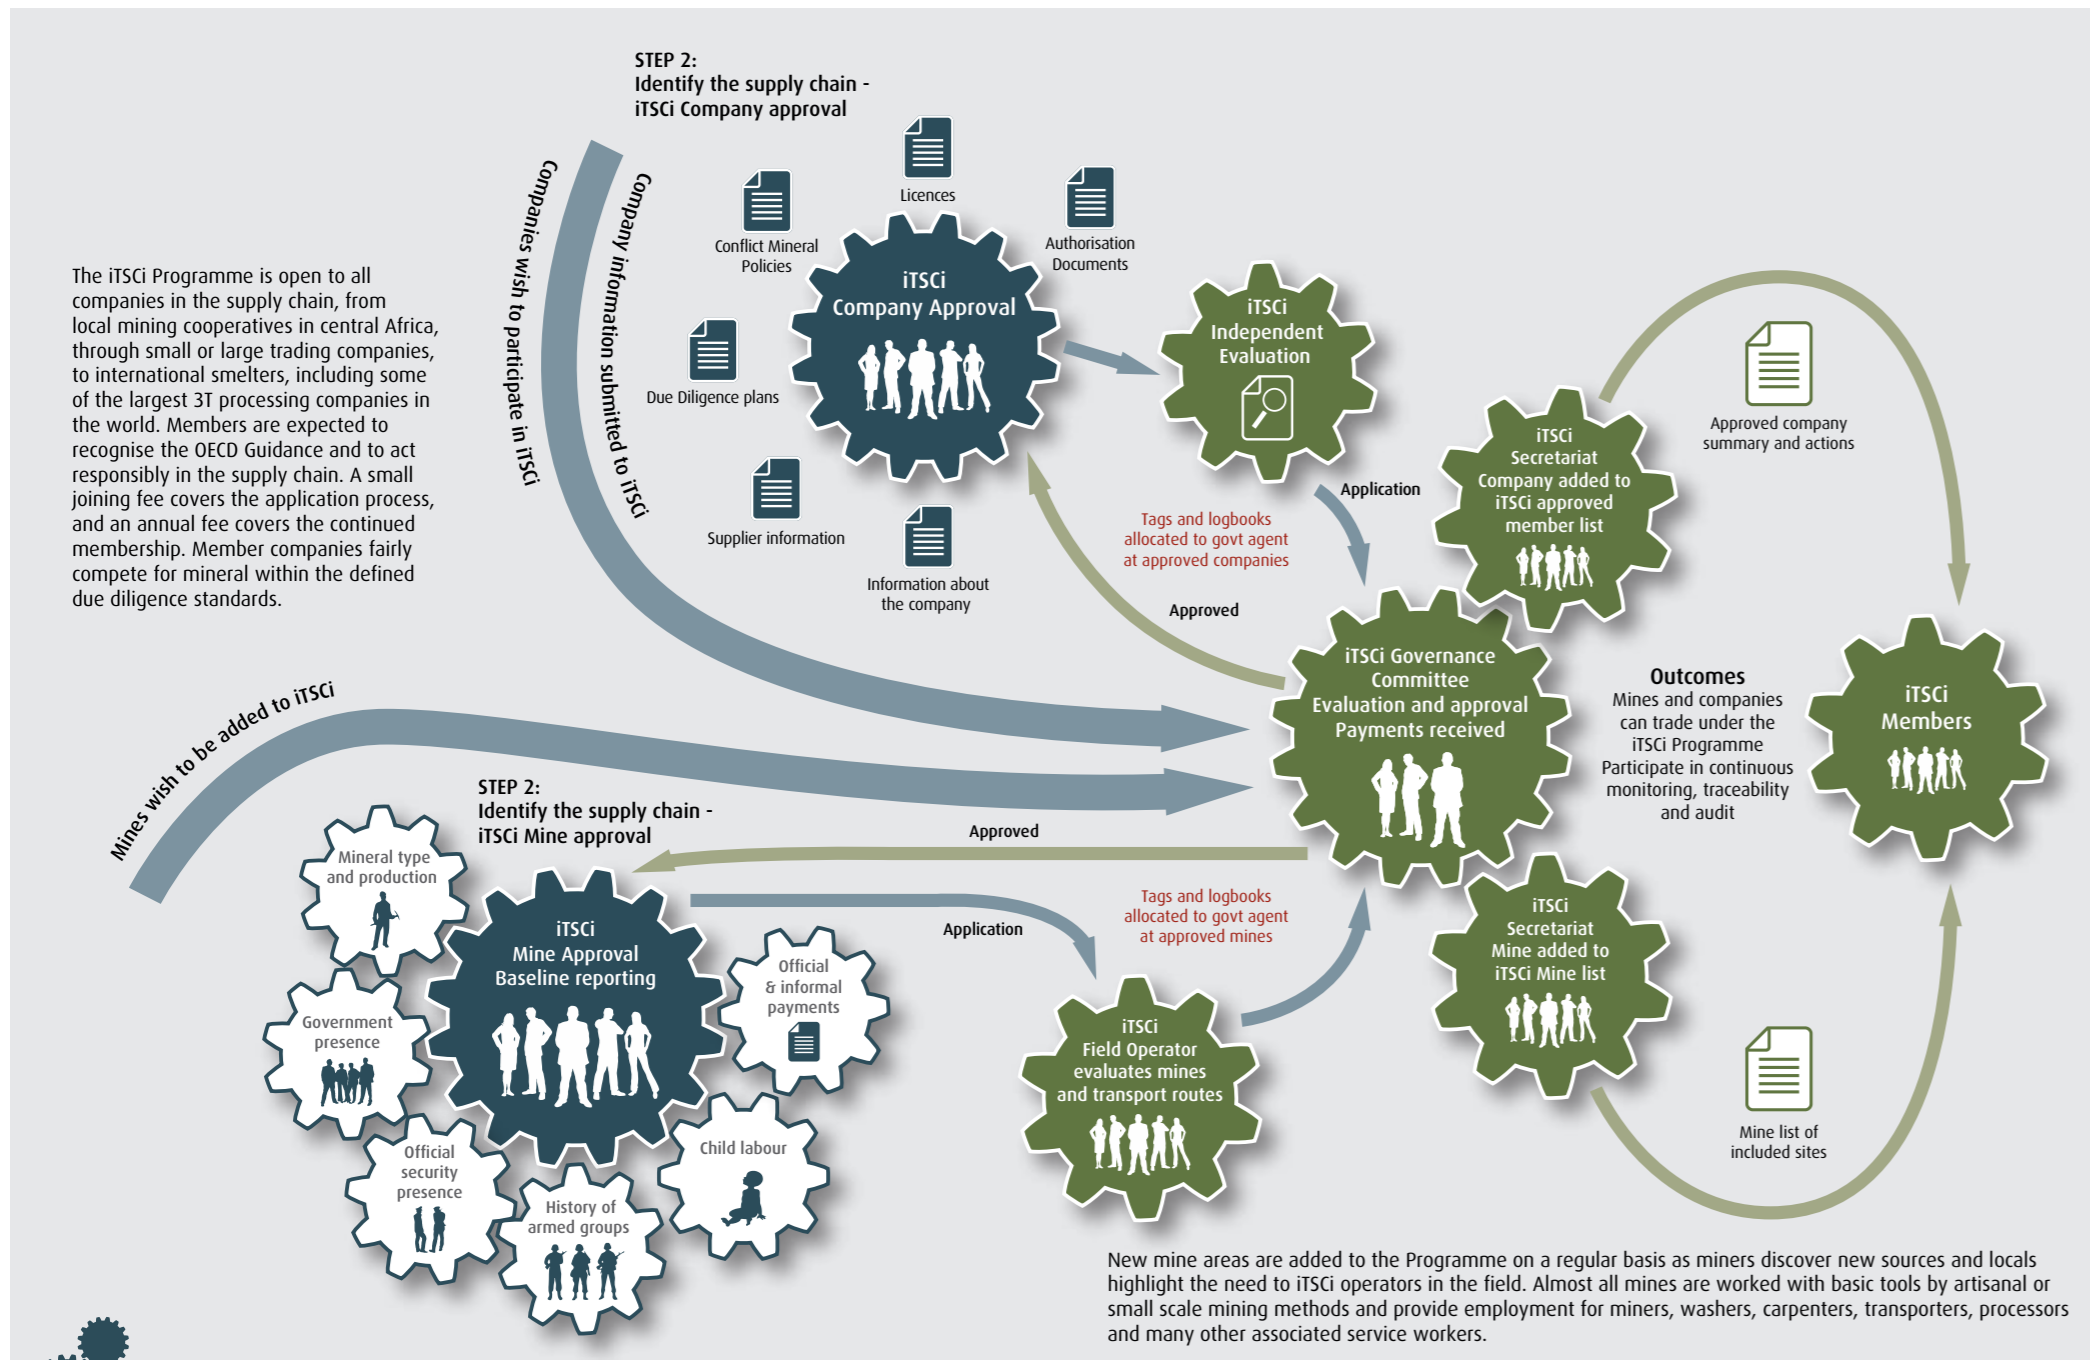 STEP 2:
Identify the supply chain -
iTSCi Company approval
Companies wish to participate in iTSCi
Company information submitted to iTSCi
The iTSCi Programme is open to all
companies in the supply chain, from
local mining cooperatives in central Africa,
through small or large trading companies,
to international smelters, including some
of the largest 3T processing companies in
the world. Members are expected to
recognise the OECD Guidance and to act
responsibly in the supply chain. A small
joining fee covers the application process,
and an annual fee covers the continued
membership. Member companies fairly
compete for mineral within the defined
due diligence standards.
Licences
Conflict Mineral
Policies
Authorisation
Documents
Due Diligence plans
Supplier information
Information about
the company
iTSCi
Company Approval
iTSCi
Independent
Evaluation
Application
Tags and logbooks
allocated to govt agent
at approved companies
Approved
iTSCi
Secretariat
Company added to
iTSCi approved
member list
Approved company
summary and actions
iTSCi Governance
Committee
Evaluation and approval
Payments received
Outcomes
Mines and companies
can trade under the
iTSCi Programme
Participate in continuous
monitoring, traceability
and audit
iTSCi
Members
Mines wish to be added to iTSCi
STEP 2:
Identify the supply chain -
iTSCi Mine approval
Approved
Application
Tags and logbooks
allocated to govt agent
at approved mines
Mineral type
and production
Government
presence
Official
security
presence
History of
armed groups
Child labour
Official
& informal
payments
iTSCi
Mine Approval
Baseline reporting
iTSCi
Field Operator
evaluates mines
and transport routes
iTSCi
Secretariat
Mine added to
iTSCi Mine list
Mine list of
included sites
New mine areas are added to the Programme on a regular basis as miners discover new sources and locals
highlight the need to iTSCi operators in the field. Almost all mines are worked with basic tools by artisanal or
small scale mining methods and provide employment for miners, washers, carpenters, transporters, processors
and many other associated service workers.